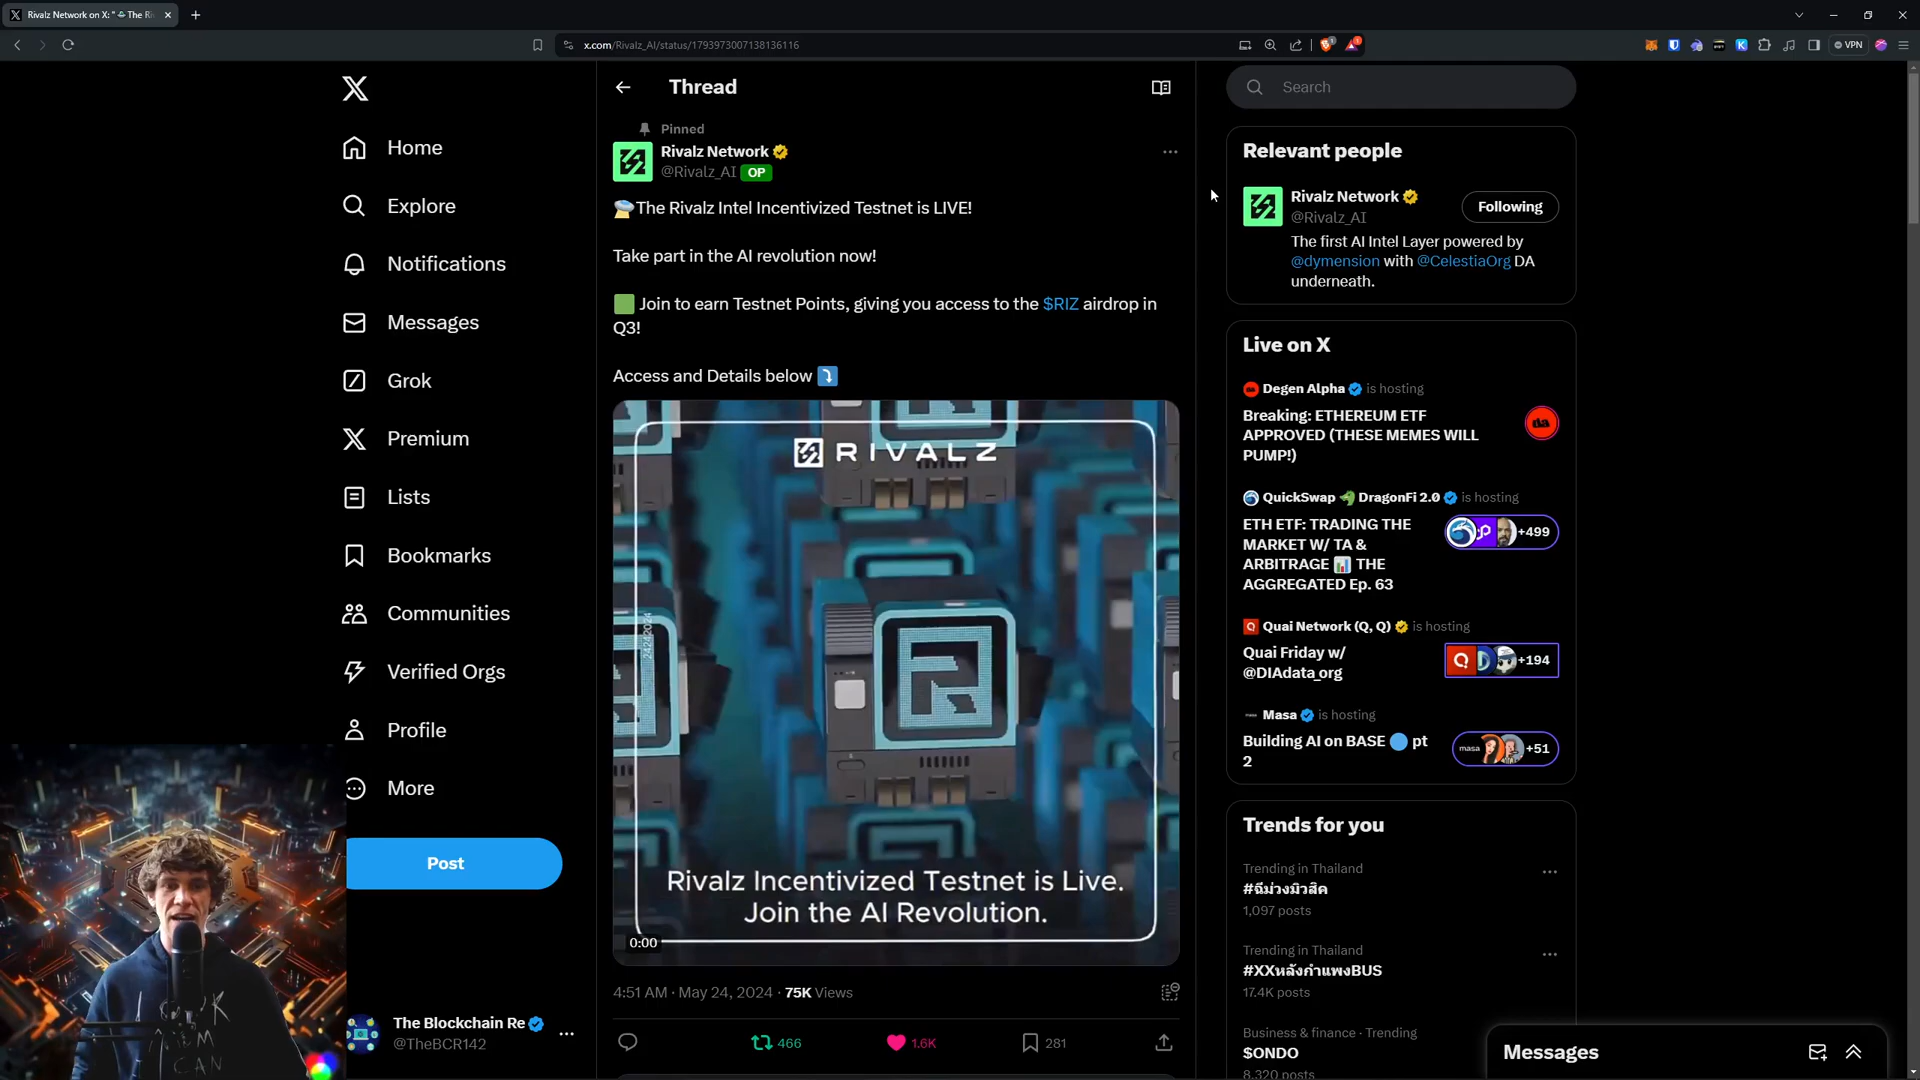 Rivalz Network on X: "
x.com/Rivalz_AI/status/1793973007138136116
VPN
Home
Explore
Notifications
Messages
Grok
Premium
Lists
Bookmarks
Communities
Verified Orgs
Profile
More
Post
The Blockchain Re
@TheBCR142
Thread
Pinned
Rivalz Network
@Rivalz_AI OP
The Rivalz Intel Incentivized Testnet is LIVE!
Take part in the AI revolution now!
Join to earn Testnet Points, giving you access to the $RIZ airdrop in
Q3!
Access and Details below
RIVALZ
Rivalz Incentivized Testnet is Live.
Join the AI Revolution.
0:00
4:51 AM · May 24, 2024 · 75K Views
466
1.6K
281
Search
Relevant people
Rivalz Network
@Rivalz_AI
Following
The first AI Intel Layer powered by
@dymension with @CelestiaOrg DA
underneath.
Live on X
Degen Alpha is hosting
Breaking: ETHEREUM ETF
APPROVED (THESE MEMES WILL
PUMP!)
da
QuickSwap DragonFi 2.0 is hosting
ETH ETF: TRADING THE
MARKET W/ TA &
ARBITRAGE THE
AGGREGATED Ep. 63
+499
Quai Network (Q, Q) is hosting
Quai Friday w/
@DIAdata_org
+194
Masa is hosting
Building AI on BASE pt
2
masa
+51
Trends for you
Trending in Thailand
#ฉีม่วงมิวสิค
1,097 posts
Trending in Thailand
#XXหลังกำแพงBUS
17.4K posts
Business & finance · Trending
$ONDO
8,320 posts
Messages